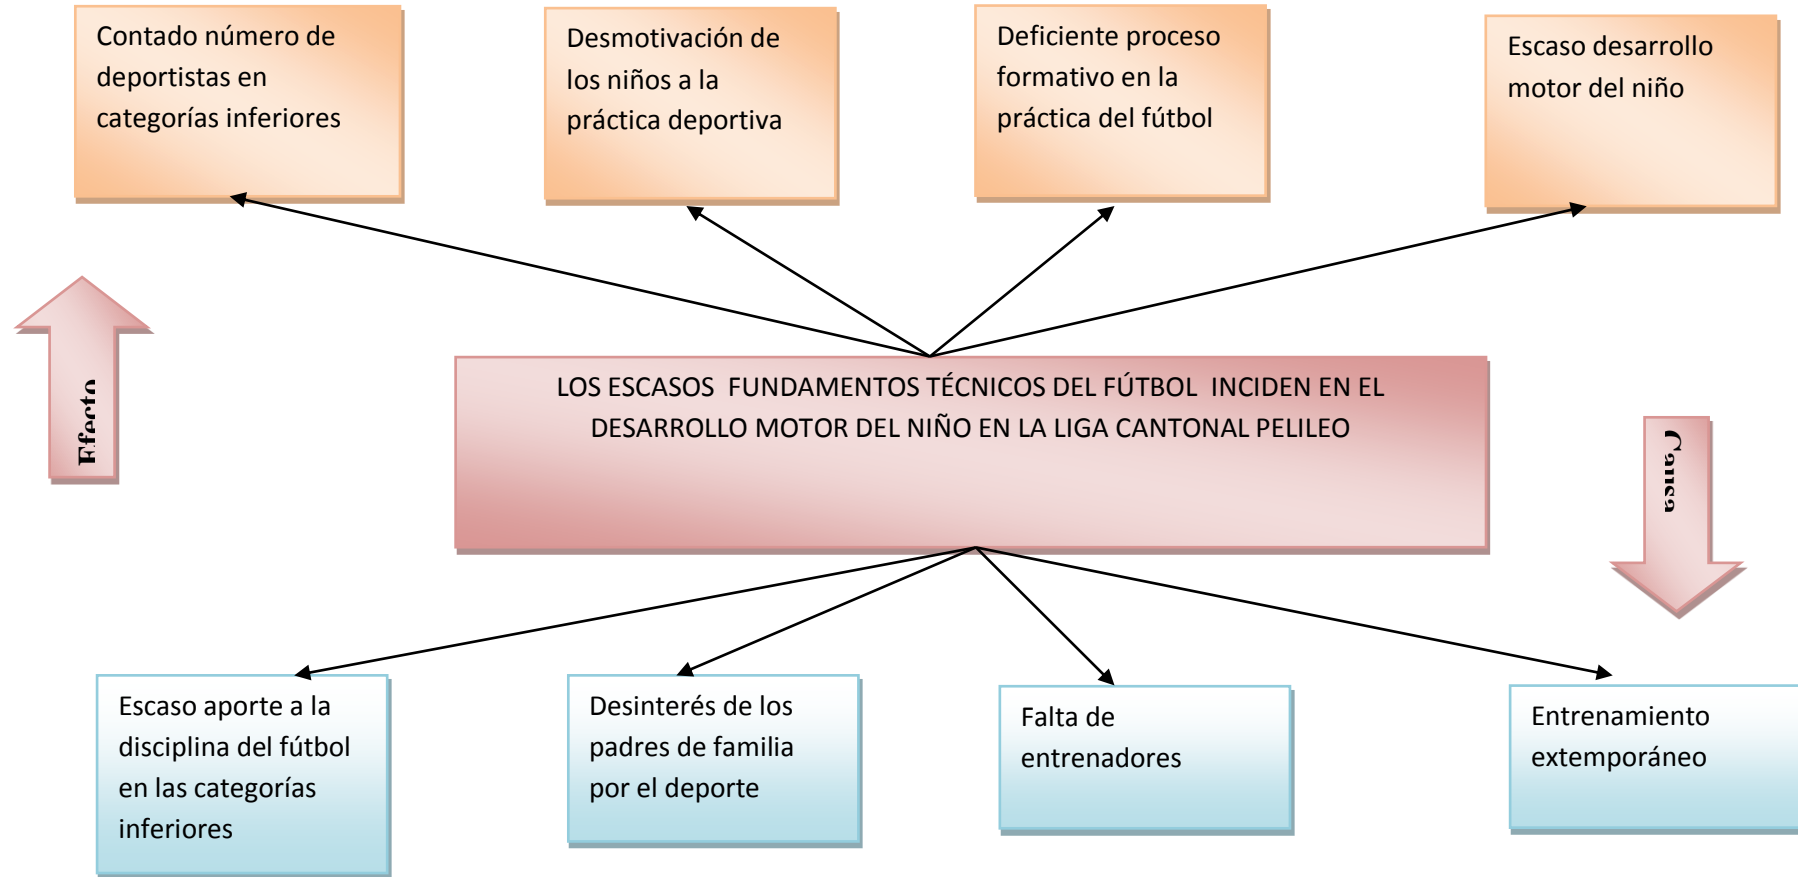 Contado número de
deportistas en
categorías inferiores
Desmotivación de
los niños a la
práctica deportiva
Deficiente proceso
formativo en la
práctica del fútbol
Escaso desarrollo
motor del niño
Efecto
LOS ESCASOS  FUNDAMENTOS TÉCNICOS DEL FÚTBOL  INCIDEN EN EL
DESARROLLO MOTOR DEL NIÑO EN LA LIGA CANTONAL PELILEO
Causa
Escaso aporte a la
disciplina del fútbol
en las categorías
inferiores
Desinterés de los
padres de familia
por el deporte
Falta de
entrenadores
Entrenamiento
extemporáneo